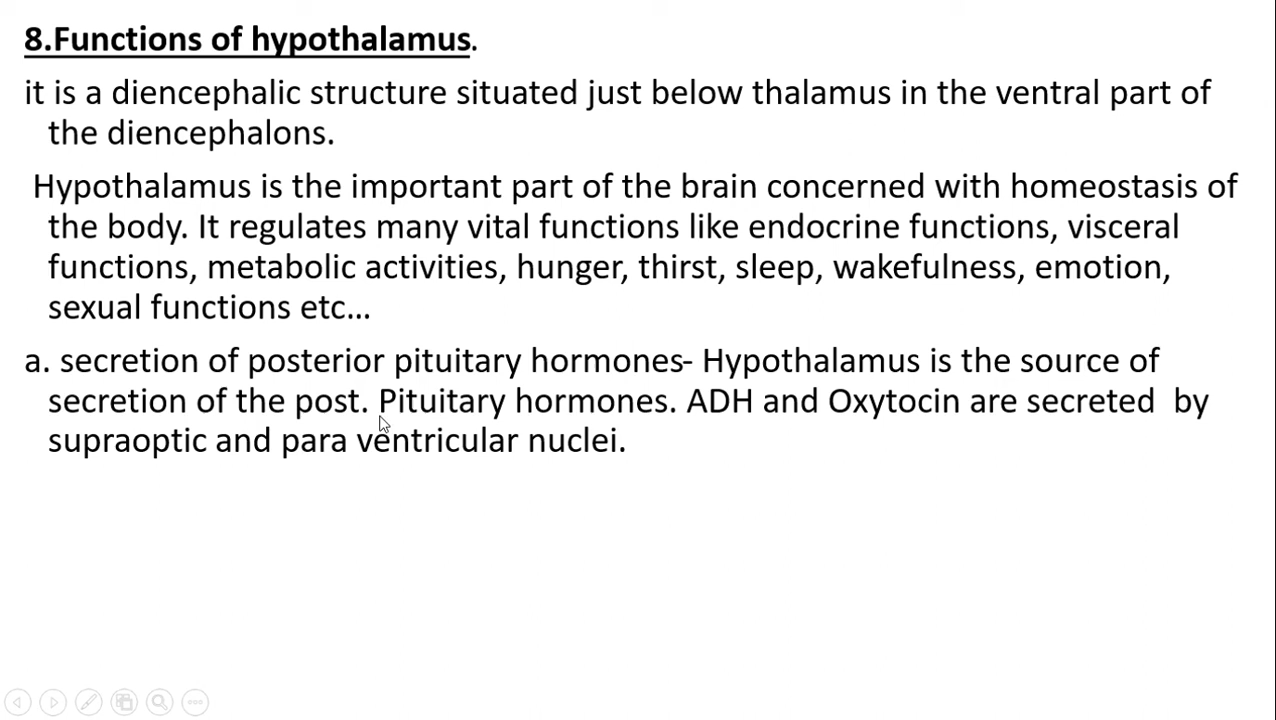 8.Functions of hypothalamus.
it is a diencephalic structure situated just below thalamus in the ventral part of
the diencephalons.
Hypothalamus is the important part of the brain concerned with homeostasis of
the body. It regulates many vital functions like endocrine functions, visceral
functions, metabolic activities, hunger, thirst, sleep, wakefulness, emotion,
sexual functions etc...
a. secretion of posterior pituitary hormones- Hypothalamus is the source of
secretion of the post. Pituitary hormones. ADH and Oxytocin are secreted  by
supraoptic and para ventricular nuclei.